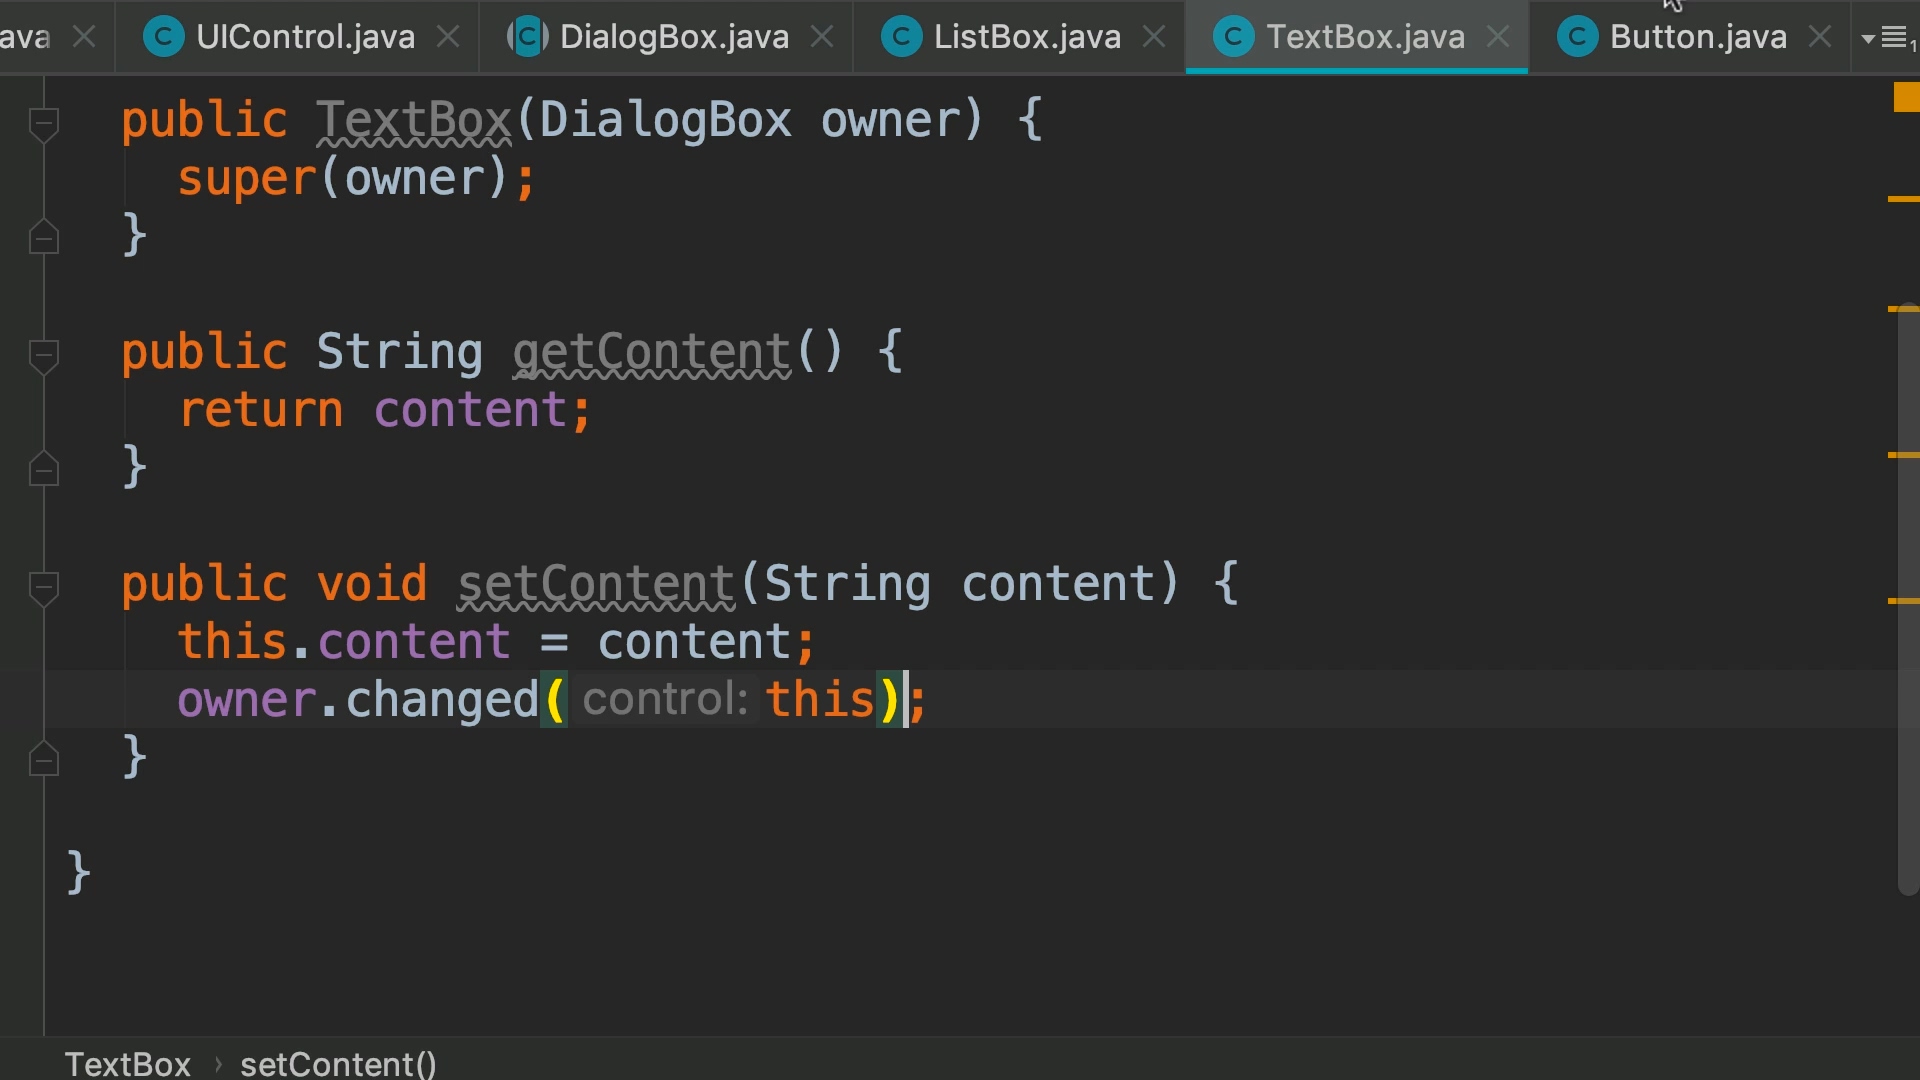 ava UIControl.java DialogBox.java ListBox.java TextBox.java Button.java 1
public TextBox(DialogBox owner) {
super(owner);
}
public String getContent() {
return content;
}
public void setContent(String content) {
this.content = content;
owner.changed( control: this);
}
}
TextBox › setContent()